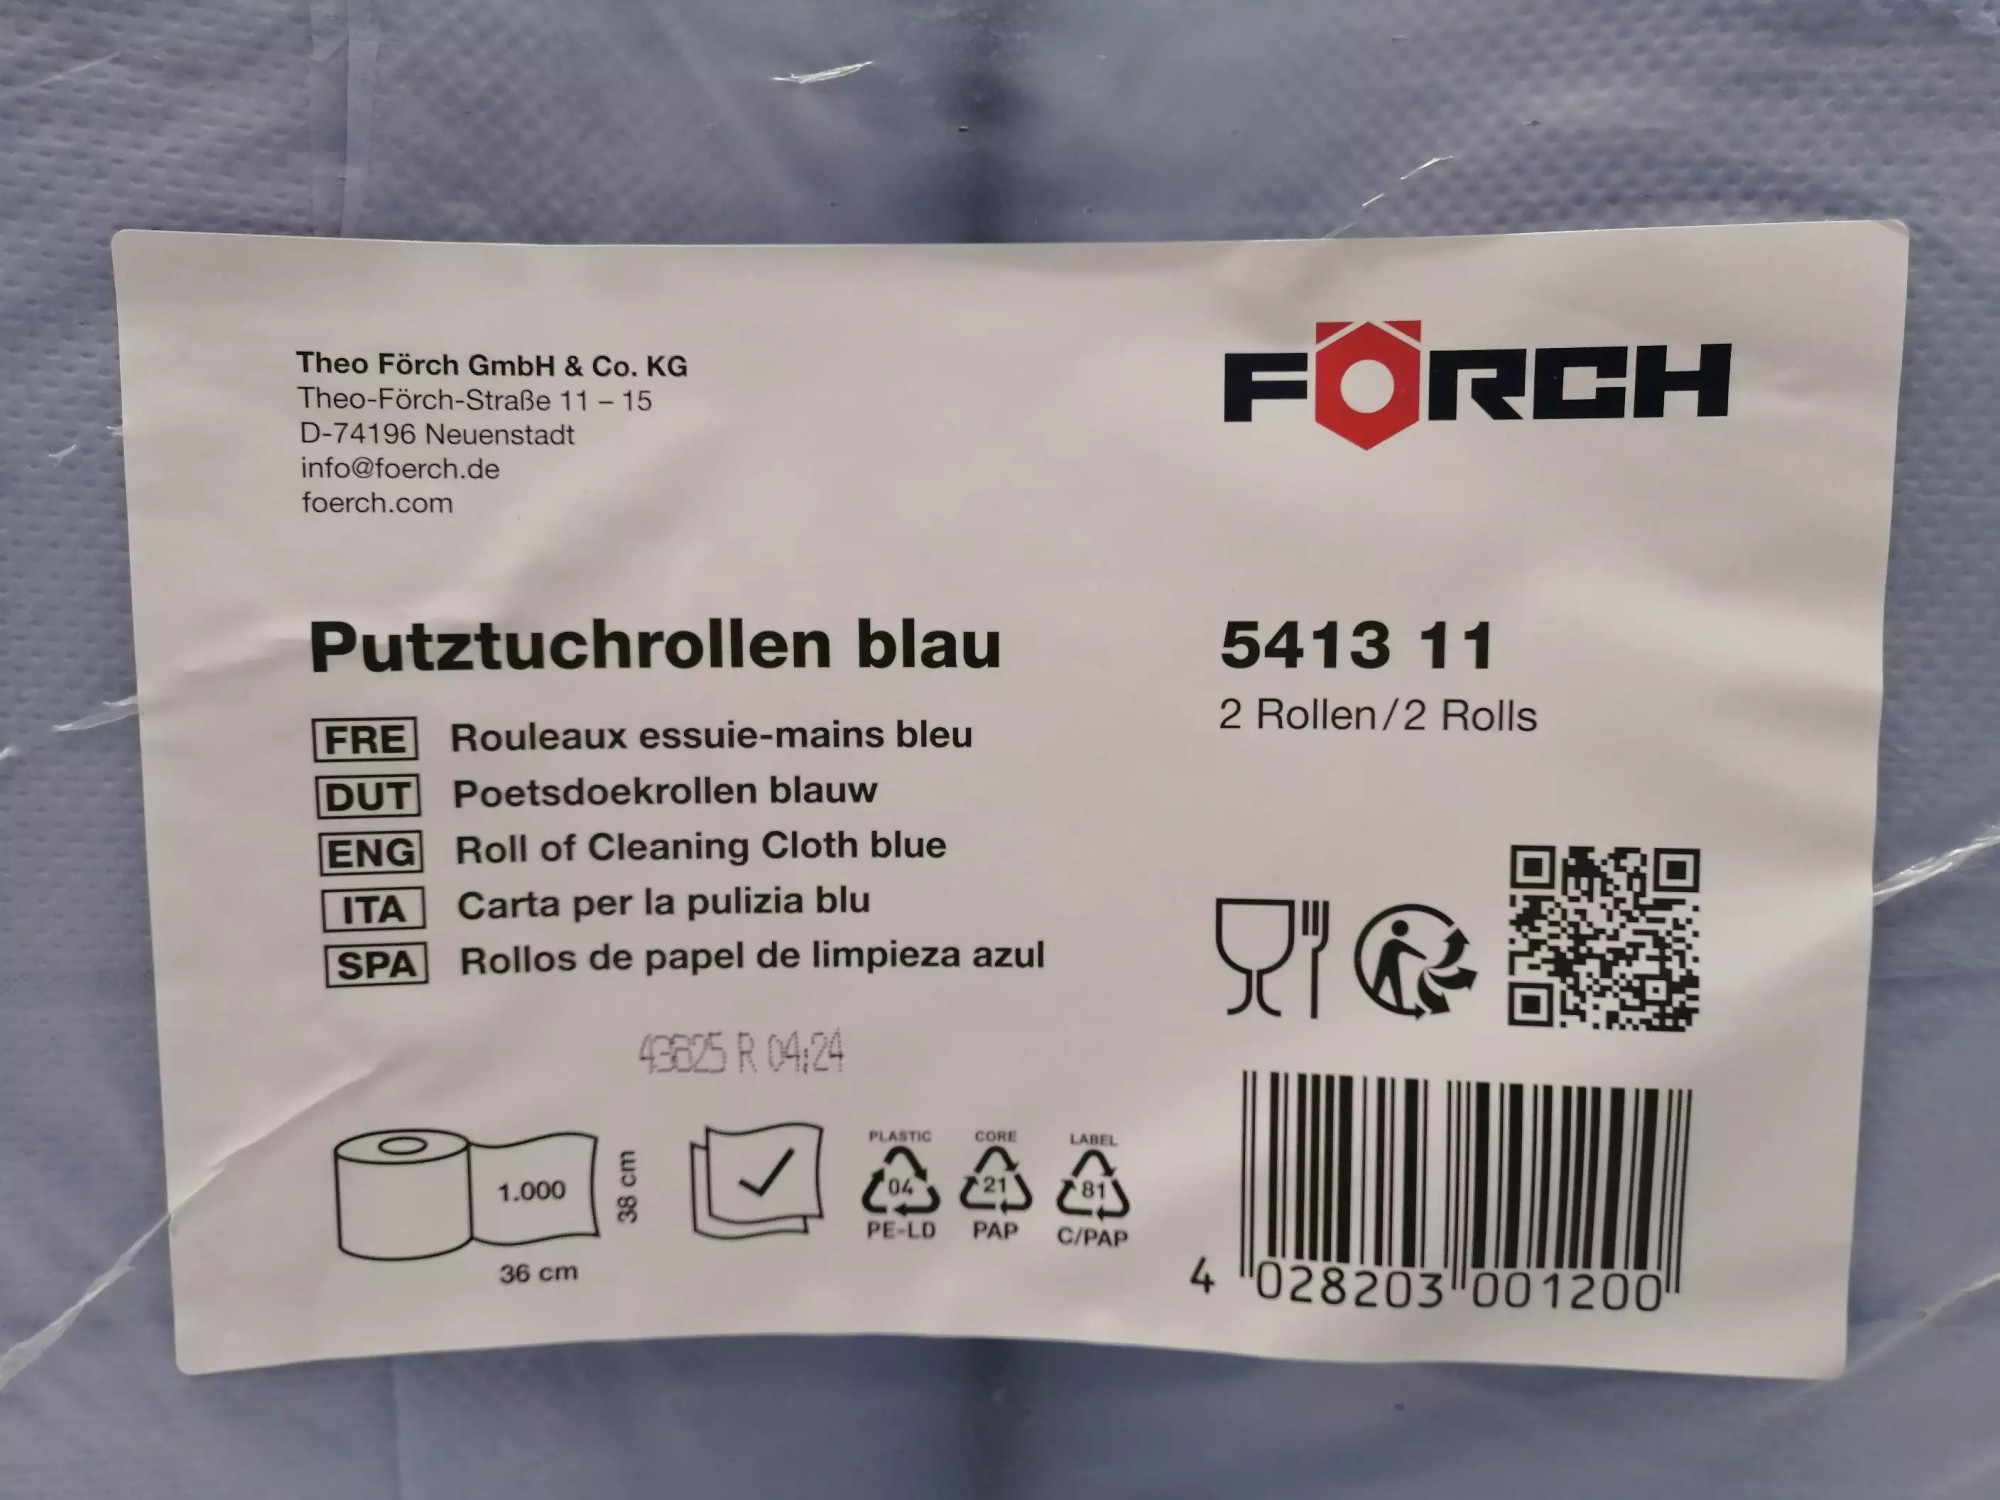 Theo Förch GmbH & Co. KG
Theo-Förch-Straße 11 – 15
D-74196 Neuenstadt
info@foerch.de
foerch.com
FÖRCH
Putztuchrollen blau
5413 11
2 Rollen/2 Rolls
FRE Rouleaux essuie-mains bleu
DUT Poetsdoekrollen blauw
ENG Roll of Cleaning Cloth blue
ITA Carta per la pulizia blu
SPA Rollos de papel de limpieza azul
43825 R 04:24
1.000
38 cm
36 cm
PLASTIC
04
PE-LD
CORE
21
PAP
LABEL
81
C/PAP
4 028203 001200